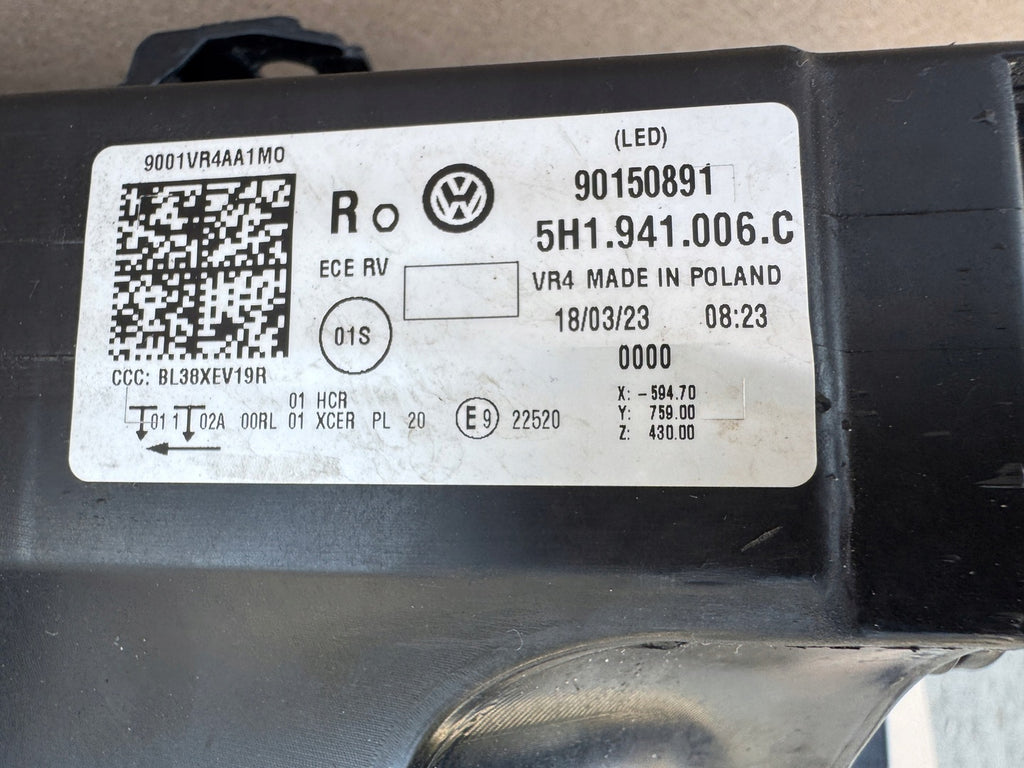 9001VR4AA1M0
(LED)
90150891
5H1.941.006.C
R
ECE RV
VR4 MADE IN POLAND
01S
18/03/23 08:23
0000
CCC: BL38XEV19R
01 HCR
01 1 02A 00RL 01 XCER PL 20 E9 22520
X: -594.70
Y: 759.00
Z: 430.00